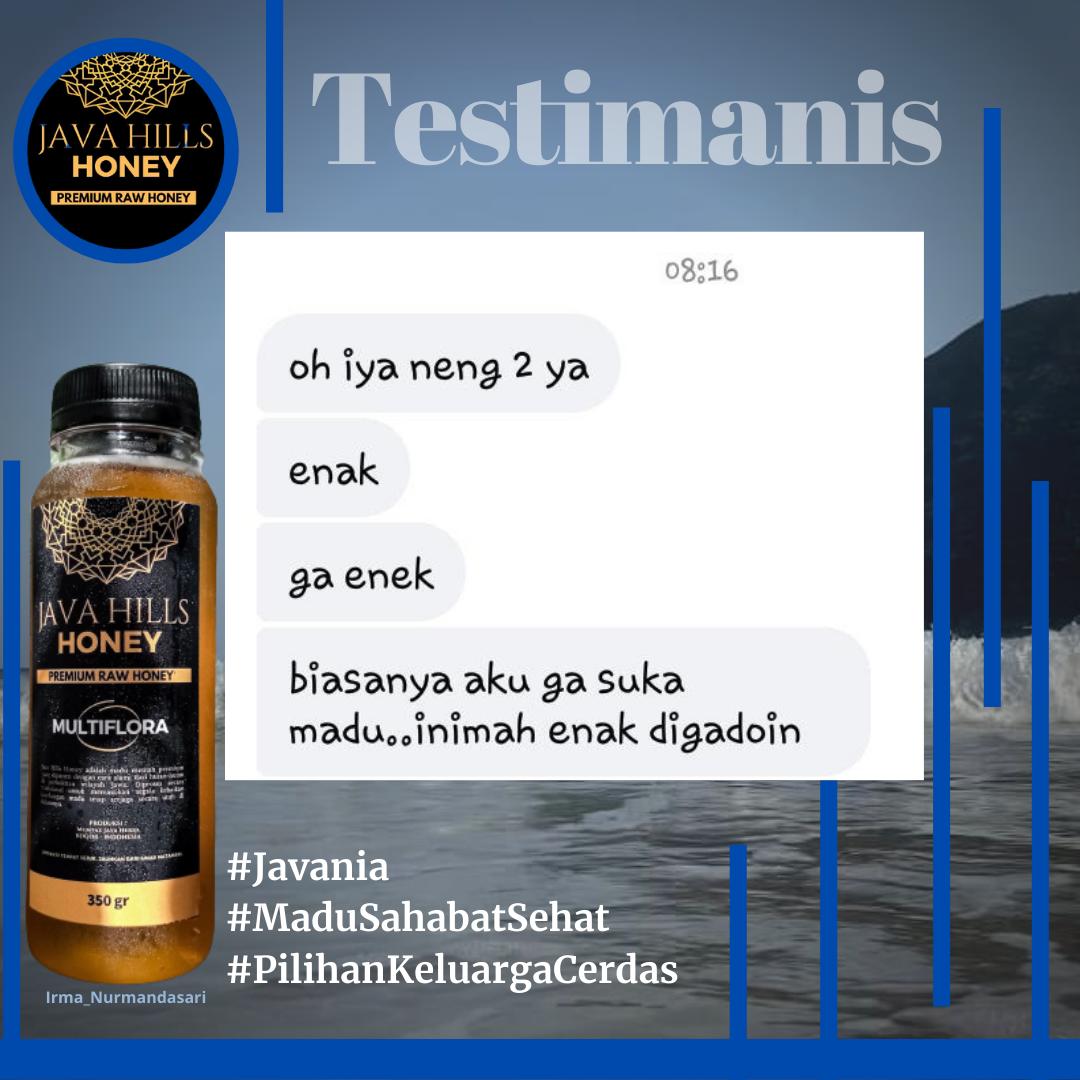 JAVA HILLS
HONEY
PREMIUM RAW HONEY
Testimanis
08:16
oh iya neng 2 ya
enak
ga enek
biasanya aku ga suka
madu..inimah enak digadoin
JAVA HILLS
HONEY
PREMIUM RAW HONEY
MULTIFLORA
PRODUKSI :
350 gr
Irma_Nurmandasari
#Javania
#MaduSahabatSehat
#PilihanKeluargaCerdas